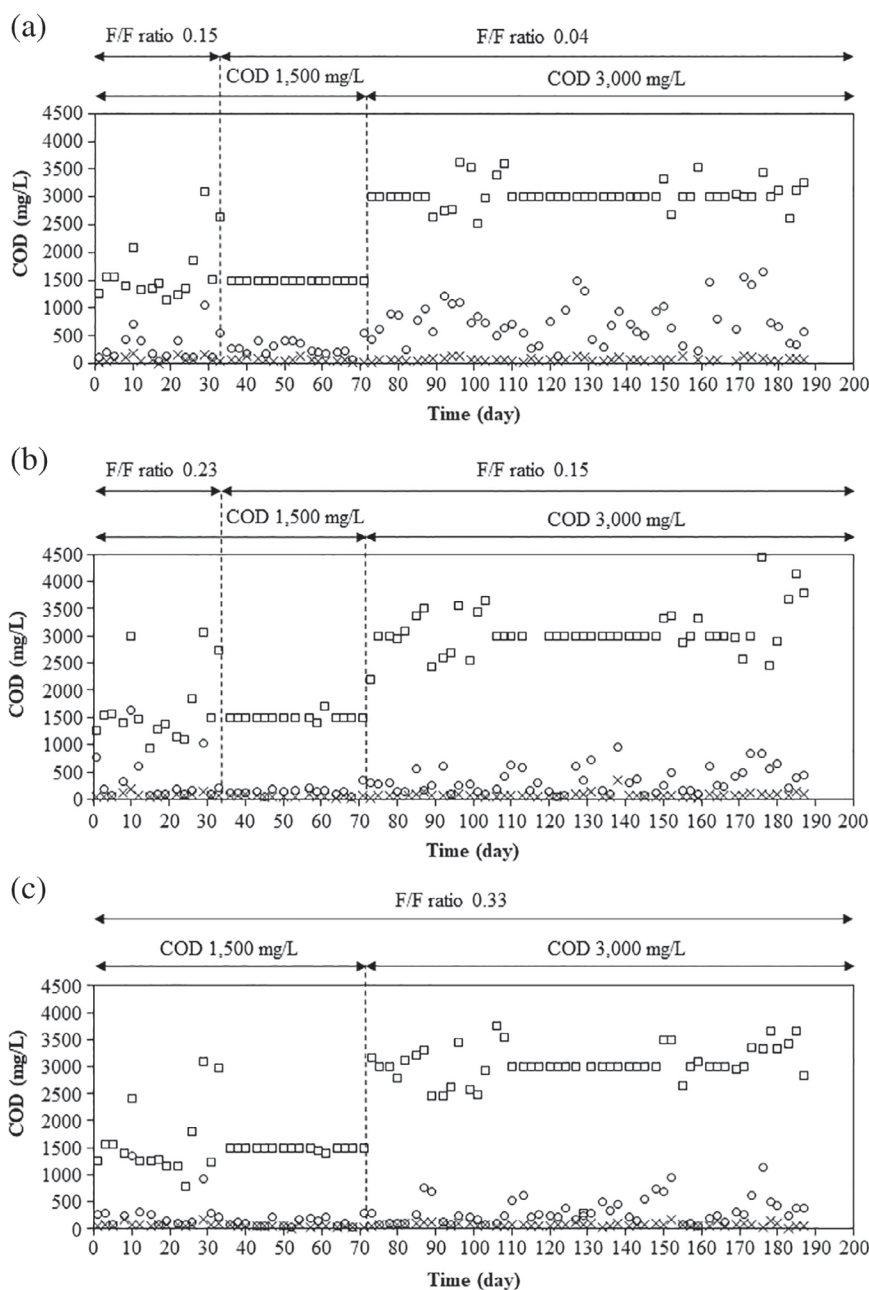 (a)
F/F ratio 0.15 F/F ratio 0.04
COD 1,500 mg/L COD 3,000 mg/L
4500
4000
3500
3000
2500
2000
1500
1000
500
0
COD (mg/L)
0 10 20 30 40 50 60 70 80 90 100 110 120 130 140 150 160 170 180 190 200
Time (day)
(b)
F/F ratio 0.23 F/F ratio 0.15
COD 1,500 mg/L COD 3,000 mg/L
4500
4000
3500
3000
2500
2000
1500
1000
500
0
COD (mg/L)
0 10 20 30 40 50 60 70 80 90 100 110 120 130 140 150 160 170 180 190 200
Time (day)
(c)
F/F ratio 0.33
COD 1,500 mg/L COD 3,000 mg/L
4500
4000
3500
3000
2500
2000
1500
1000
500
0
COD (mg/L)
0 10 20 30 40 50 60 70 80 90 100 110 120 130 140 150 160 170 180 190 200
Time (day)